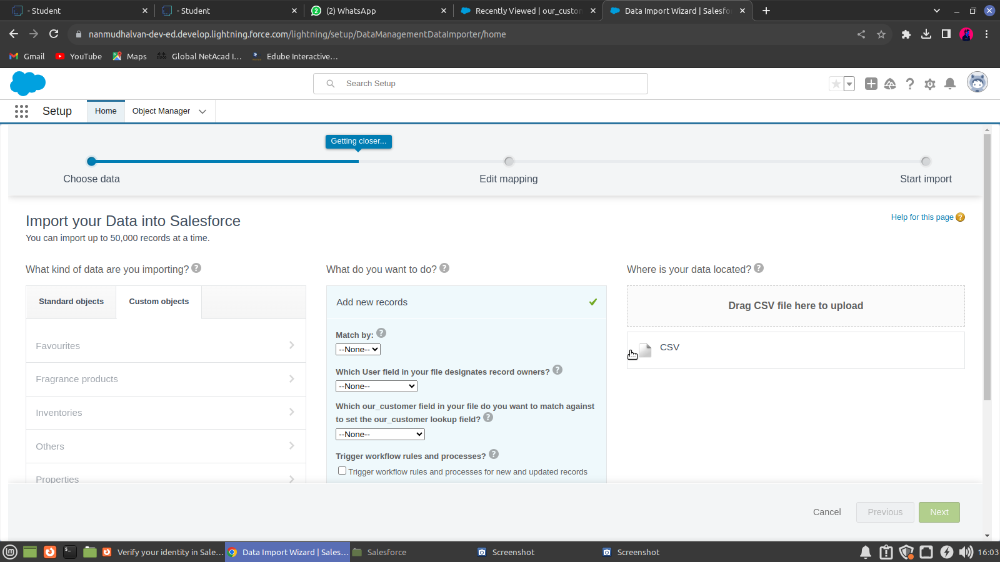 - Student
- Student
(2) WhatsApp
Recently Viewed | our_custon
Data Import Wizard | Salesfo
nanmudhalvan-dev-ed.develop.lightning.force.com/lightning/setup/DataManagementDataImporter/home
Gmail
YouTube
Maps
Global NetAcad I...
Edube Interactive...
Search Setup
Setup
Home
Object Manager
Getting closer...
Choose data
Edit mapping
Start import
Import your Data into Salesforce
You can import up to 50,000 records at a time.
Help for this page
What kind of data are you importing?
Standard objects
Custom objects
Favourites
Fragrance products
Inventories
Others
Properties
What do you want to do?
Add new records
Match by:
--None--
Which User field in your file designates record owners?
--None--
Which our_customer field in your file do you want to match against
to set the our_customer lookup field?
--None--
Trigger workflow rules and processes?
Trigger workflow rules and processes for new and updated records
Where is your data located?
Drag CSV file here to upload
CSV
Cancel
Previous
Next
Verify your identity in Sale...
Data Import Wizard | Sales...
Salesforce
Screenshot
Screenshot
16:03